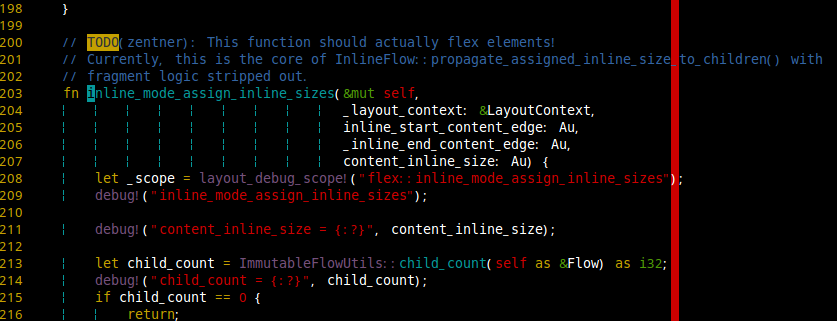 198 }
199
200 // TODO(zentner): This function should actually flex elements!
201 // Currently, this is the core of InlineFlow::propagate_assigned_inline_size_to_children() with
202 // fragment logic stripped out.
203 fn inline_mode_assign_inline_sizes(&mut self,
204 _layout_context: &LayoutContext,
205 inline_start_content_edge: Au,
206 _inline_end_content_edge: Au,
207 content_inline_size: Au) {
208 let _scope = layout_debug_scope!("flex::inline_mode_assign_inline_sizes");
209 debug!("inline_mode_assign_inline_sizes");
210
211 debug!("content_inline_size = {:?}", content_inline_size);
212
213 let child_count = ImmutableFlowUtils::child_count(self as &Flow) as i32;
214 debug!("child_count = {:?}", child_count);
215 if child_count == 0 {
216 return;